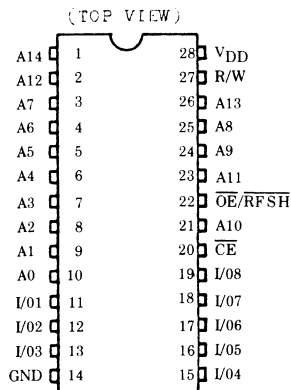 (TOP VIEW)
A14 1 28 VDD
A12 2 27 R/W
A7 3 26 A13
A6 4 25 A8
A5 5 24 A9
A4 6 23 A11
A3 7 22 OE/RFSH
A2 8 21 A10
A1 9 20 CE
A0 10 19 I/08
I/01 11 18 I/07
I/02 12 17 I/06
I/03 13 16 I/05
GND 14 15 I/04